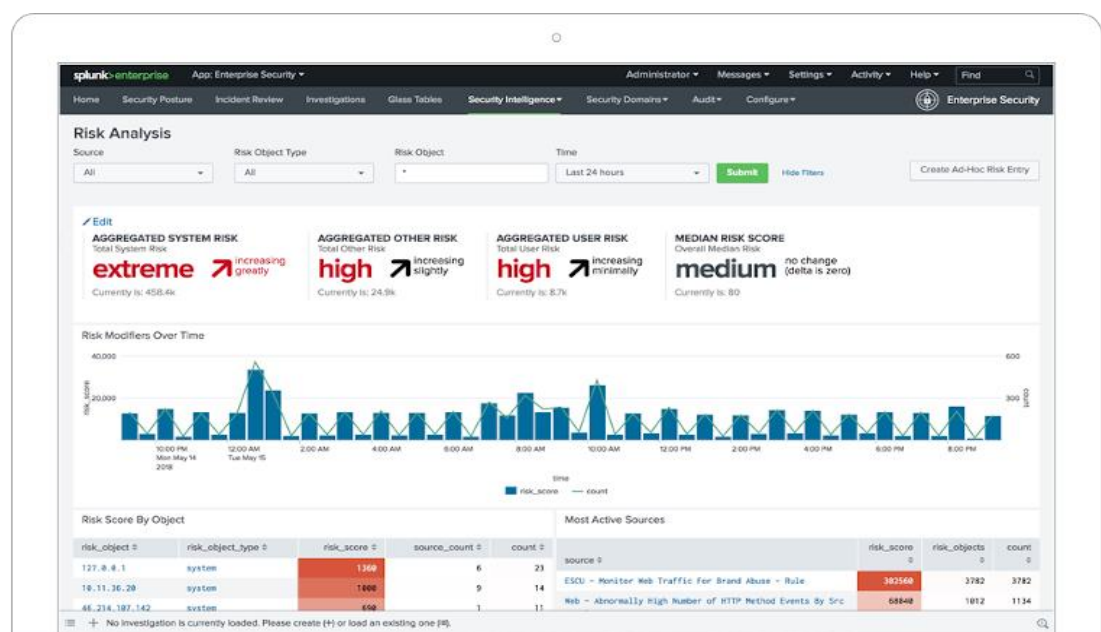 splunk>enterprise App: Enterprise Security Administrator Messages Settings Activity Help Find
Home Security Posture Incident Review Investigations Glass Tables Security Intelligence Security Domains Audit Configure Enterprise Security
Risk Analysis
Source Risk Object Type Risk Object Time
All All * Last 24 hours Submit Hide Filters Create Ad-Hoc Risk Entry
Edit
AGGREGATED SYSTEM RISK AGGREGATED OTHER RISK AGGREGATED USER RISK MEDIAN RISK SCORE
Total System Risk Total Other Risk Total User Risk Overall Median Risk
extreme increasing greatly high increasing slightly high increasing minimally medium no change (delta is zero)
Currently is: 458.4k Currently is: 24.9k Currently is: 8.7k Currently is: 80
Risk Modifiers Over Time
40,000 600
20,000 300
risk_score
count
10:00 PM 12:00 AM 2:00 AM 4:00 AM 6:00 AM 8:00 AM 10:00 AM 12:00 PM 2:00 PM 4:00 PM 6:00 PM 8:00 PM
Mon May 14 Tue May 15
2018
time
risk_score count
Risk Score By Object Most Active Sources
risk_object risk_object_type risk_score source_count count
source risk_score risk_objects count
127.0.0.1 system 1360 6 23
10.11.36.20 system 1000 9 14
46.214.107.142 system 690 1 11
ESCU - Monitor Web Traffic For Brand Abuse - Rule 302560 3782 3782
Web - Abnormally High Number of HTTP Method Events By Src 68040 1012 1134
No investigation is currently loaded. Please create (+) or load an existing one (≡).